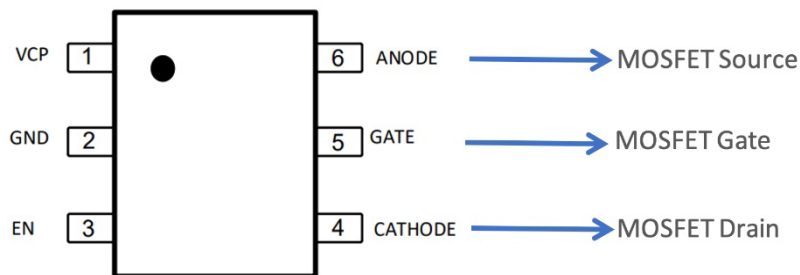 VCP 1 6 ANODE MOSFET Source
GND 2 5 GATE MOSFET Gate
EN 3 4 CATHODE MOSFET Drain